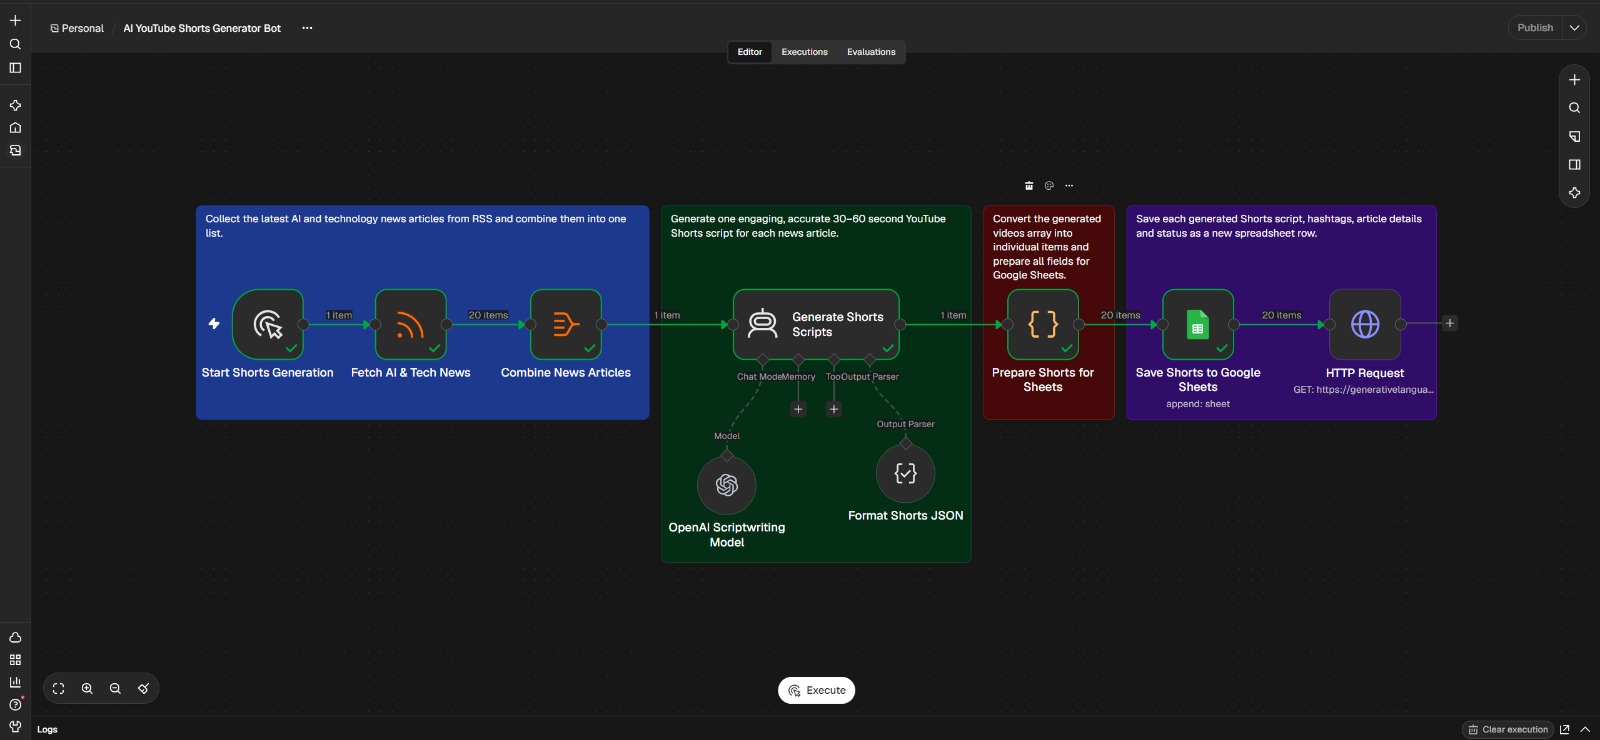 Personal / AI YouTube Shorts Generator Bot ...
Publish
Editor Executions Evaluations
Collect the latest AI and technology news articles from RSS and combine them into one
list.
Generate one engaging, accurate 30–60 second YouTube
Shorts script for each news article.
Convert the generated
videos array into
individual items and
prepare all fields for
Google Sheets.
Save each generated Shorts script, hashtags, article details
and status as a new spreadsheet row.
1 item
20 items
1 item
1 item
20 items
20 items
Start Shorts Generation
Fetch AI & Tech News
Combine News Articles
Generate Shorts
Scripts
Chat Mode
Memory
Too
Output Parser
Model
Output Parser
OpenAI Scriptwriting
Model
Format Shorts JSON
Prepare Shorts for
Sheets
Save Shorts to Google
Sheets
append: sheet
HTTP Request
GET: https://generativelangua...
Execute
Logs
Clear execution